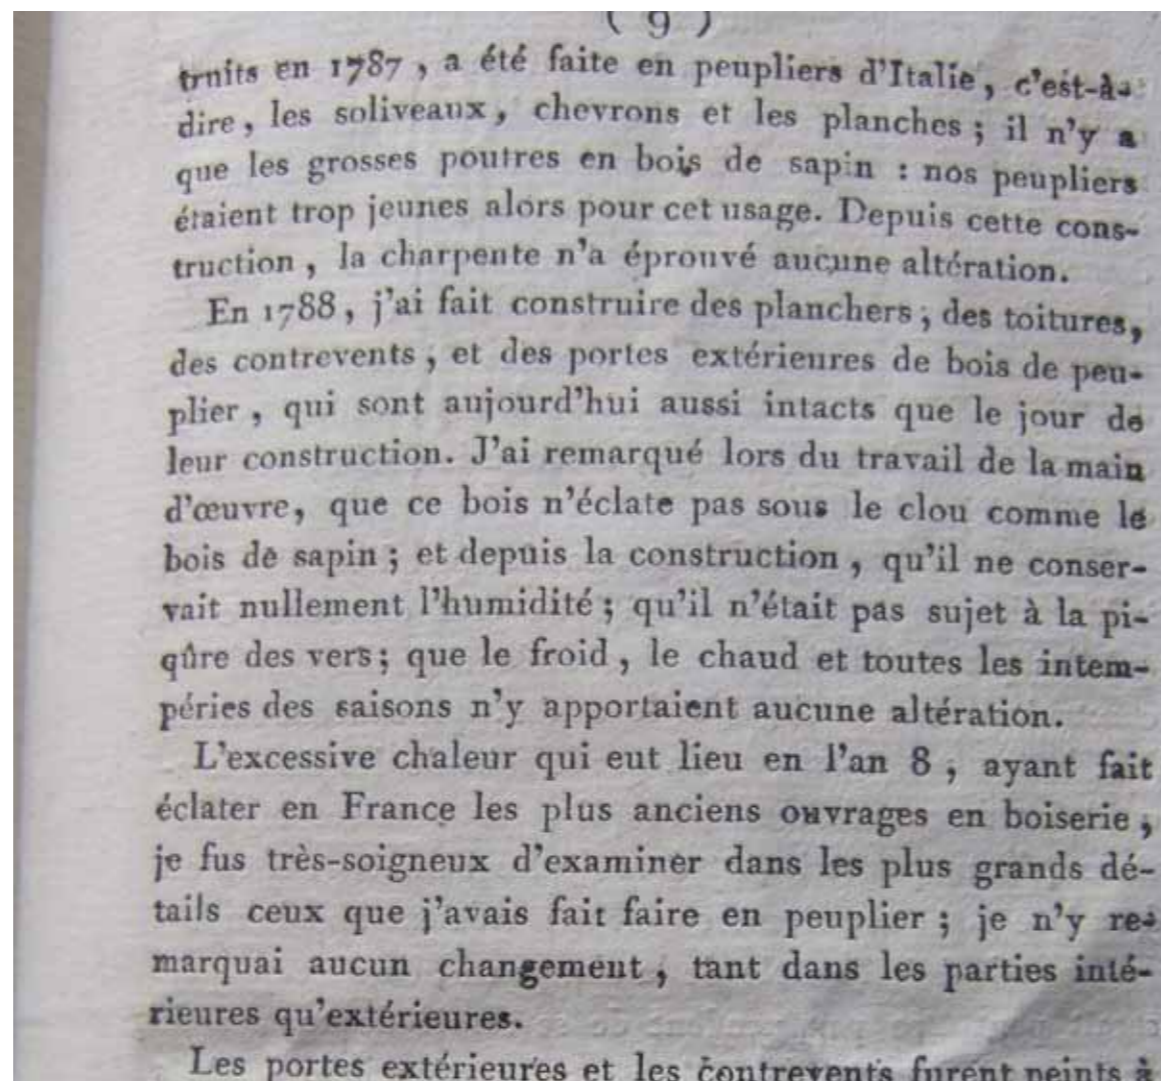 ( 9 )
truits en 1787 , a été faite en peupliers d'Italie , c'est-à-
dire , les soliveaux , chevrons et les planches ; il n'y a
que les grosses poutres en bois de sapin : nos peupliers
étaient trop jeunes alors pour cet usage. Depuis cette cons-
truction , la charpente n'a éprouvé aucune altération.
En 1788 , j'ai fait construire des planchers ; des toitures,
des contrevents , et des portes extérieures de bois de peu-
plier , qui sont aujourd'hui aussi intacts que le jour de
leur construction. J'ai remarqué lors du travail de la main
d'œuvre, que ce bois n'éclate pas sous le clou comme le
bois de sapin ; et depuis la construction , qu'il ne conser-
vait nullement l'humidité ; qu'il n'était pas sujet à la pi-
qûre des vers ; que le froid , le chaud et toutes les intem-
péries des saisons n'y apportaient aucune altération.
L'excessive chaleur qui eut lieu en l'an 8 , ayant fait
éclater en France les plus anciens ouvrages en boiserie ,
je fus très-soigneux d'examiner dans les plus grands dé-
tails ceux que j'avais fait faire en peuplier ; je n'y re-
marquai aucun changement , tant dans les parties inté-
rieures qu'extérieures.
Les portes extérieures et les contrevents furent peints à